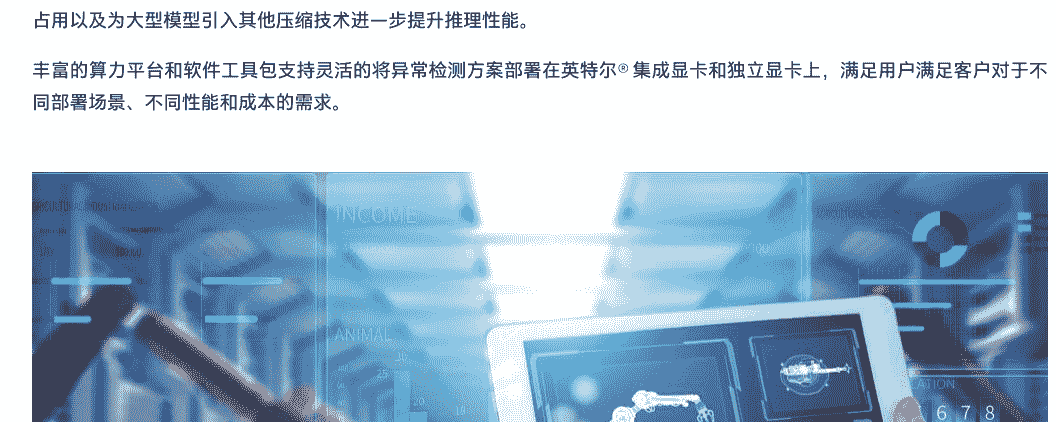 占用以及为大型模型引入其他压缩技术进一步提升推理性能。
丰富的算力平台和软件工具包支持灵活的将异常检测方案部署在英特尔® 集成显卡和独立显卡上，满足用户满足客户对于不
同部署场景、不同性能和成本的需求。
INCOME
ANIMAL
30
25
20
18
ATION
6 7 8